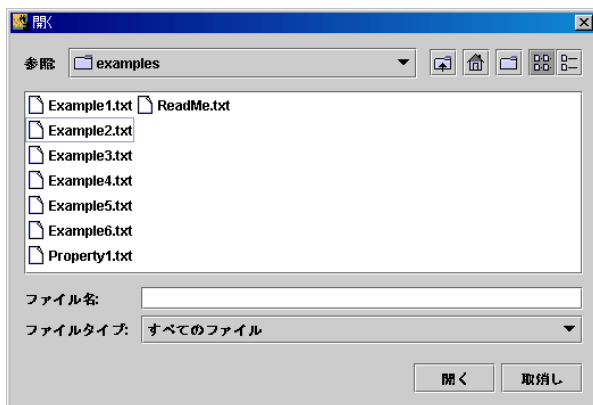 開く
参照: examples
Example1.txt ReadMe.txt
Example2.txt
Example3.txt
Example4.txt
Example5.txt
Example6.txt
Property1.txt
ファイル名:
ファイルタイプ: すべてのファイル
開く 取消し